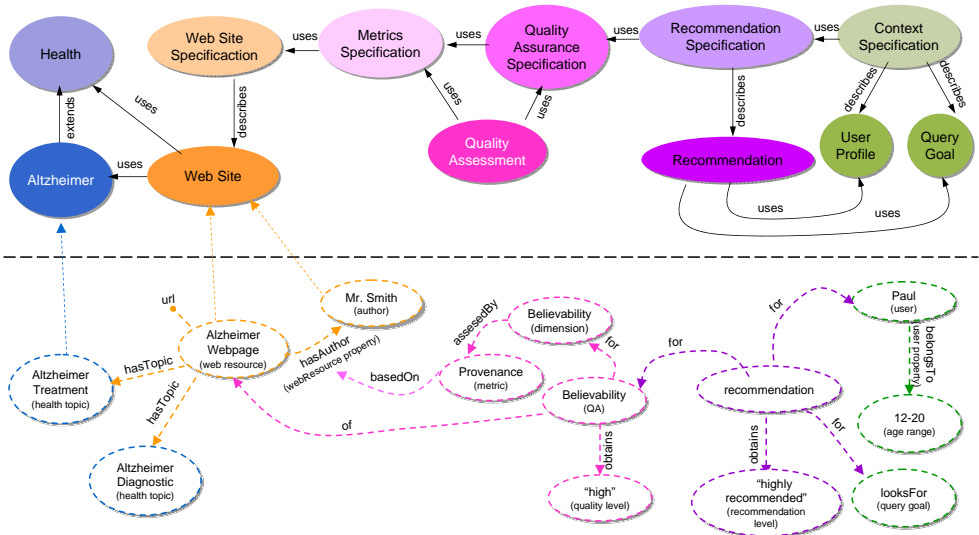 Health
Web Site
Specificaction
uses
Metrics
Specification
uses
Quality
Assurance
Specification
uses
Recommendation
Specification
uses
Context
Specification
extends
uses
describes
uses
uses
describes
describes
describes
Quality
Assessment
Altzheimer
uses
Web Site
Recommendation
User
Profile
Query
Goal
uses
uses
url
Mr. Smith
(author)
Alzheimer
Webpage
(web resource)
hasAuthor
(webResource property)
hasTopic
hasTopic
Altzheimer
Treatment
(health topic)
Altzheimer
Diagnostic
(health topic)
assesedBy
Believability
(dimension)
for
basedOn
Provenance
(metric)
Believability
(QA)
of
obtains
"high"
(quality level)
for
for
recommendation
obtains
for
"highly
recommended"
(recommendation
level)
Paul
(user)
belongsTo
user property)
12-20
(age range)
looksFor
(query goal)